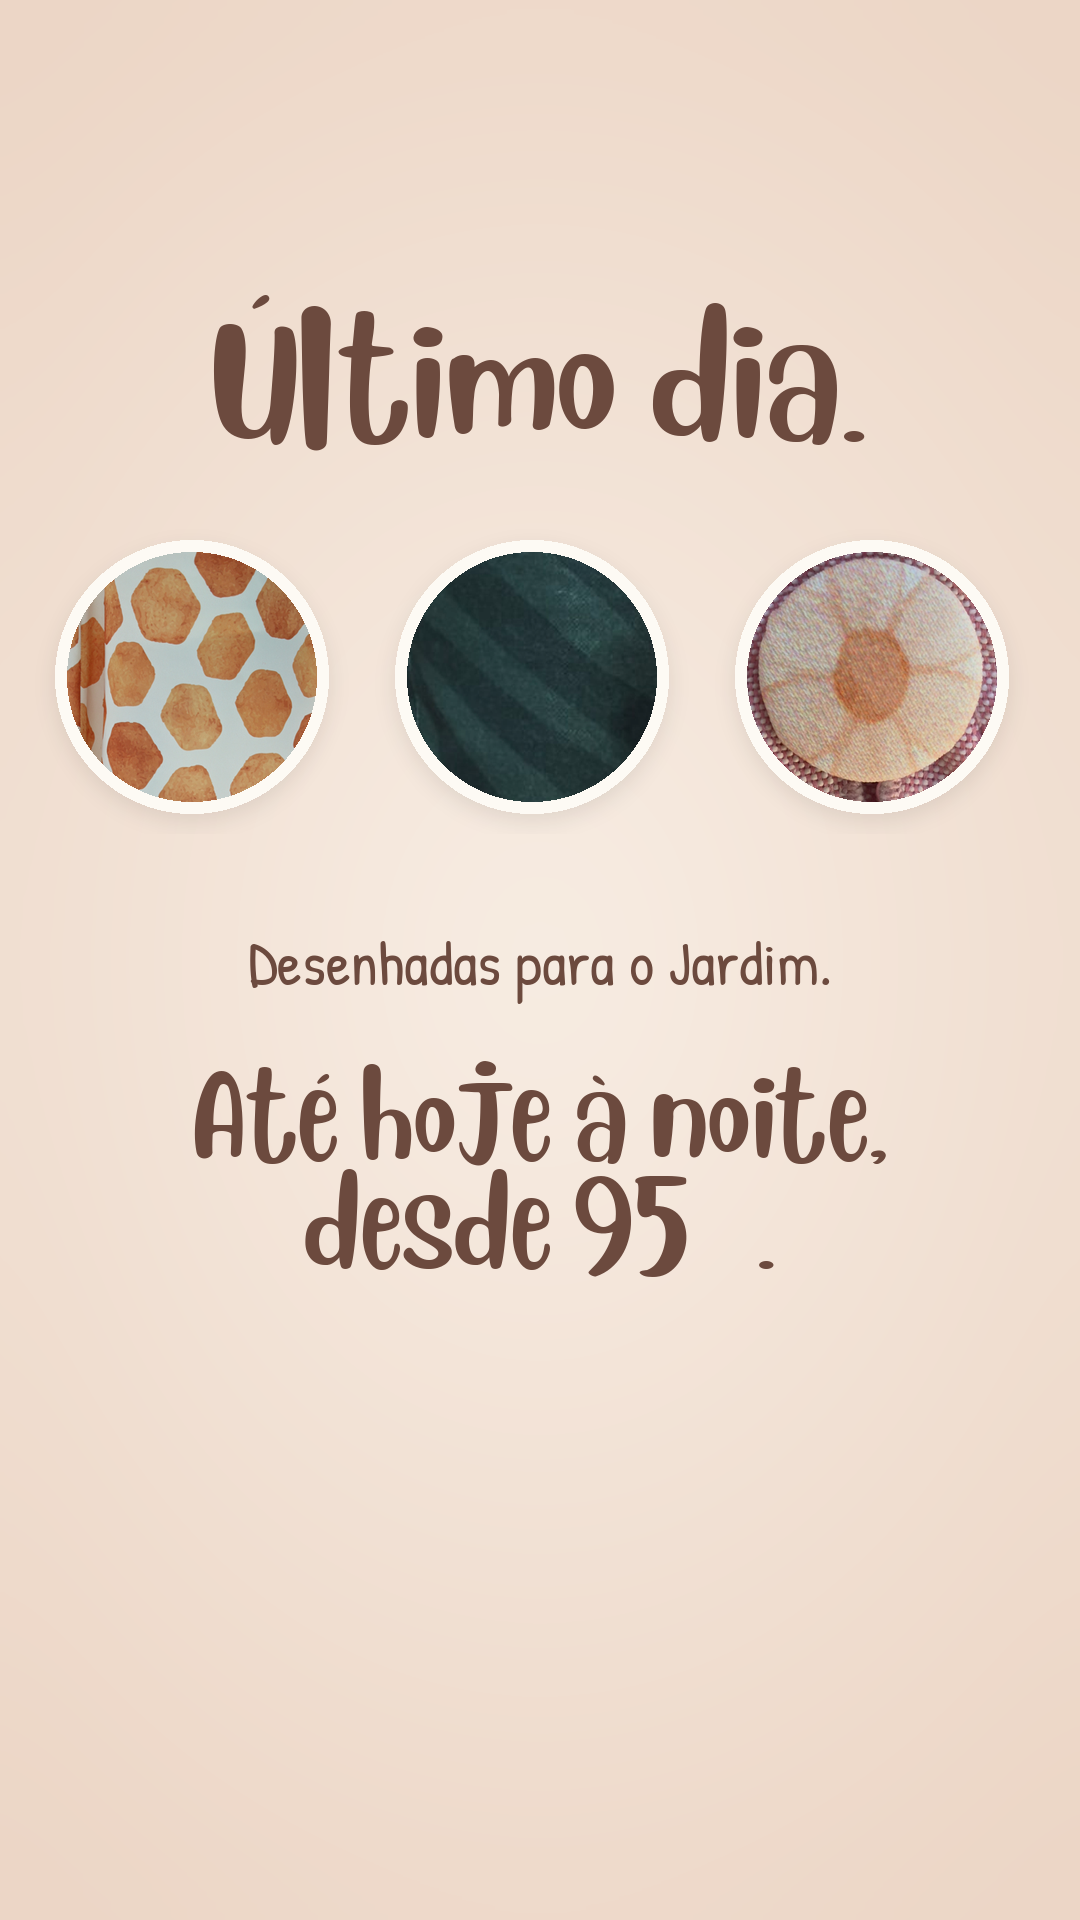 Último dia.
Desenhadas para o Jardim.
Até hoje à noite,
desde 95 .